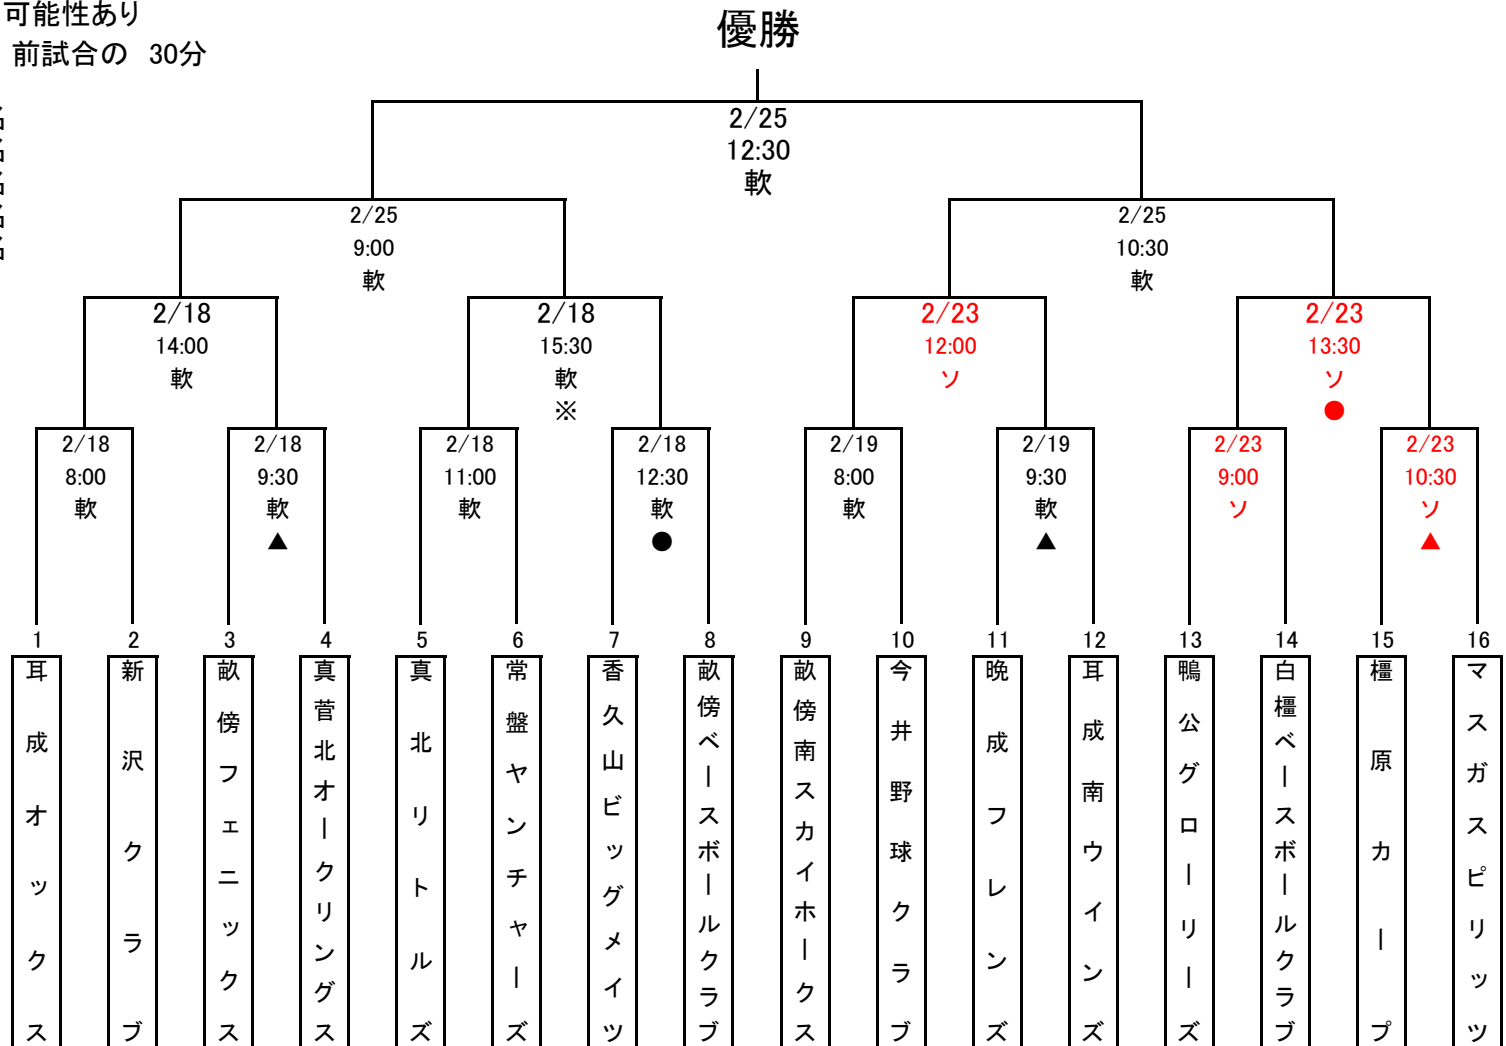 可能性あり
優勝
前試合の 30分
2/25
12:30
軟
2/25
9:00
軟
2/25
10:30
軟
2/18
14:00
軟
2/18
15:30
軟
※
2/23
12:00
ソ
2/23
13:30
ソ
●
2/18
8:00
軟
2/18
9:30
軟
▲
2/18
11:00
軟
2/18
12:30
軟
●
2/19
8:00
軟
2/19
9:30
軟
▲
2/23
9:00
ソ
2/23
10:30
ソ
▲
1
耳成オックス
2
新沢クラブ
3
畝傍フェニックス
4
真菅北オークリングス
5
真北リトルズ
6
常盤ヤンチャーズ
7
香久山ビッグメイツ
8
畝傍ベースボールクラブ
9
畝傍南スカイホークス
10
今井野球クラブ
11
晩成フレンズ
12
耳成南ウインズ
13
鴨公グローリーズ
14
白橿ベースボールクラブ
15
橿原カープ
16
マスガスピリッツ